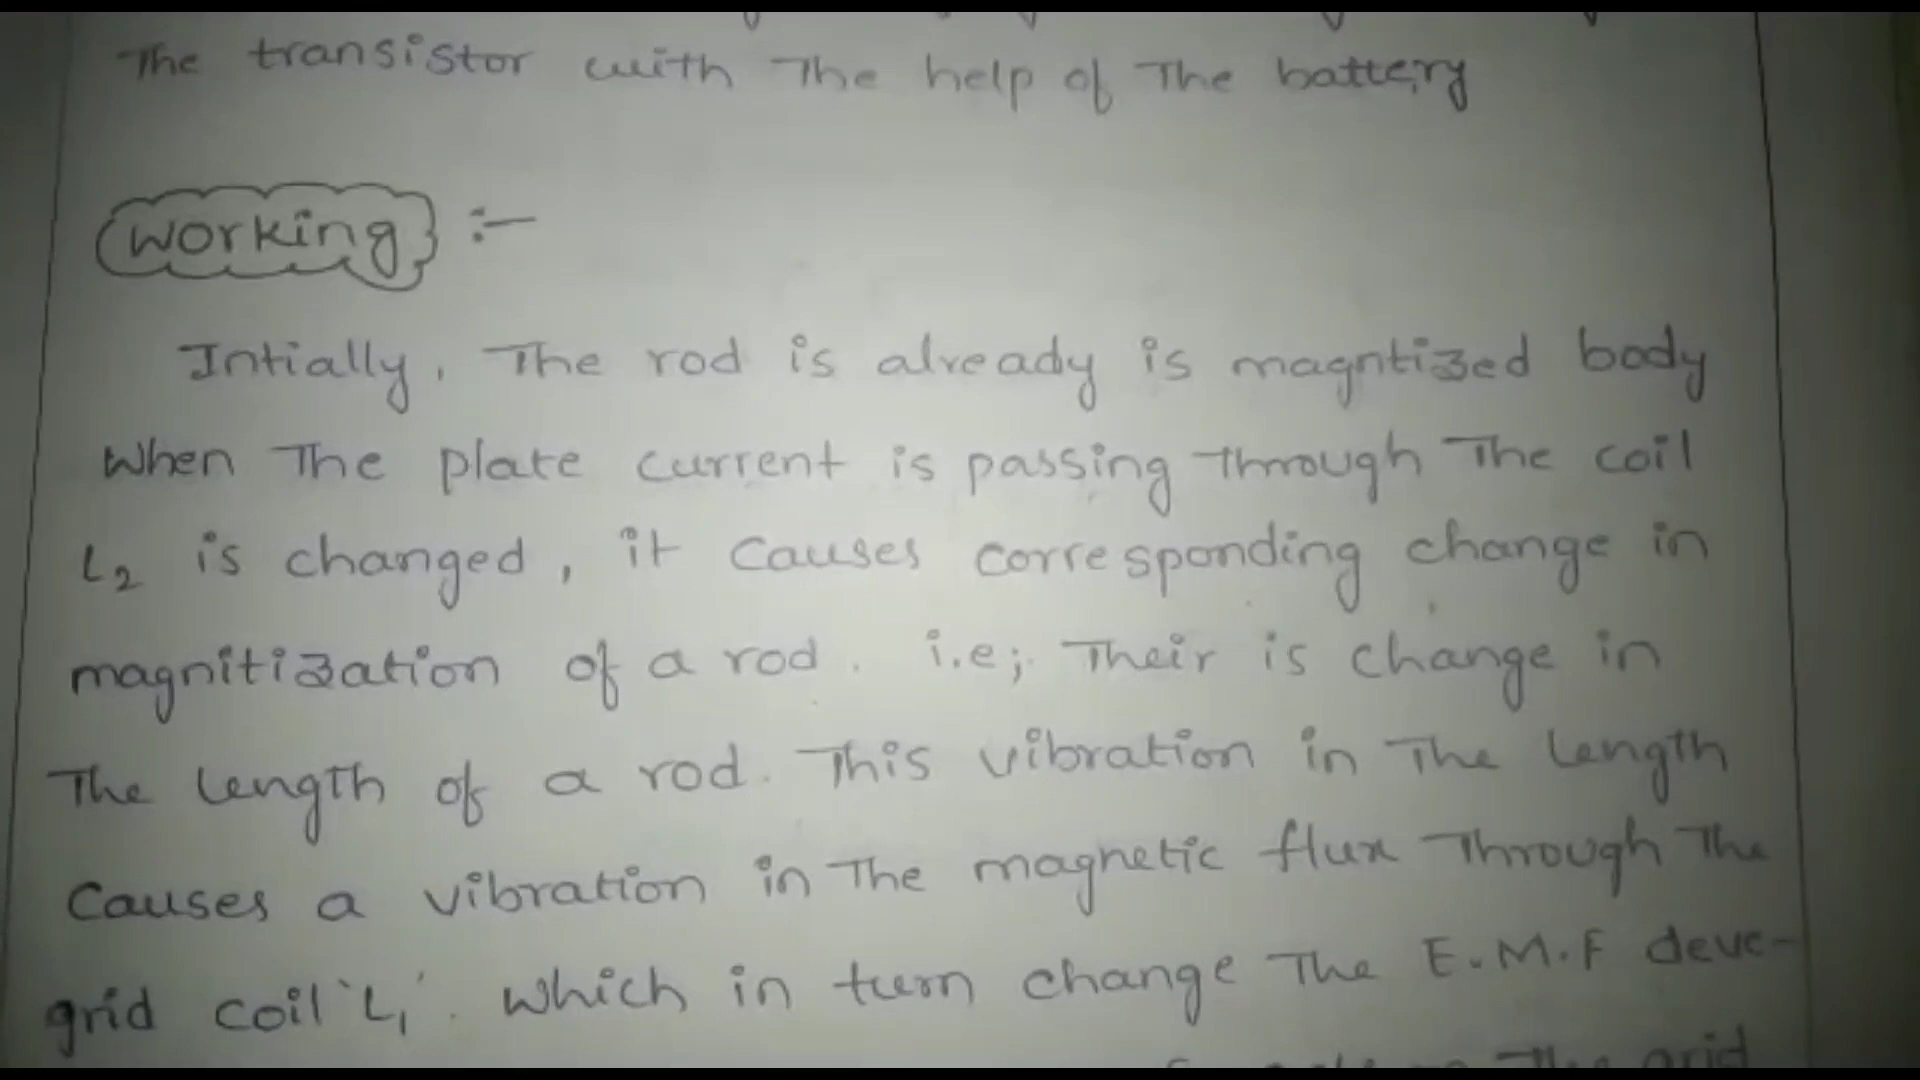 The transistor with The help of The battery
Working :-
Intially, The rod is already is magntized body
When The plate current is passing through The coil
L2 is changed, it causes corresponding change in
magnitization of a rod. i.e; Their is change in
The length of a rod. This vibration in The length
Causes a vibration in The magnetic flux Through The
grid coil 'L1'. Which in turn change The E.M.F deve-
The grid